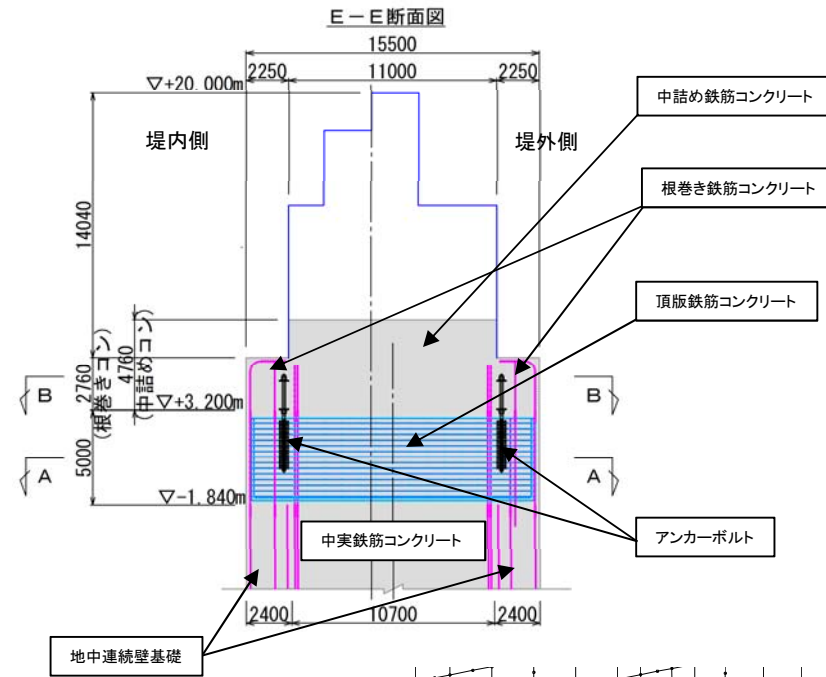 E－E断面図
15500
2250 11000 2250
▽+20.000m
堤内側
堤外側
中詰め鉄筋コンクリート
根巻き鉄筋コンクリート
頂版鉄筋コンクリート
14040
4760
(中詰めコン)
2760
(根巻きコン)
B B
▽+3.200m
5000
A A
▽-1.840m
中実鉄筋コンクリート
アンカーボルト
2400 10700 2400
地中連続壁基礎